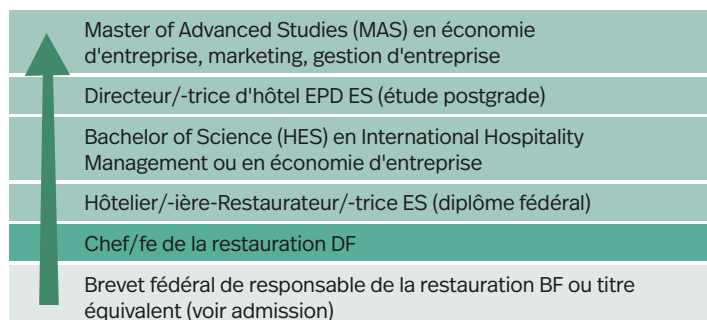 Master of Advanced Studies (MAS) en économie
d'entreprise, marketing, gestion d'entreprise
Directeur/-trice d'hôtel EPD ES (étude postgrade)
Bachelor of Science (HES) en International Hospitality
Management ou en économie d'entreprise
Hôtelier/-ière-Restaurateur/-trice ES (diplôme fédéral)
Chef/fe de la restauration DF
Brevet fédéral de responsable de la restauration BF ou titre
équivalent (voir admission)